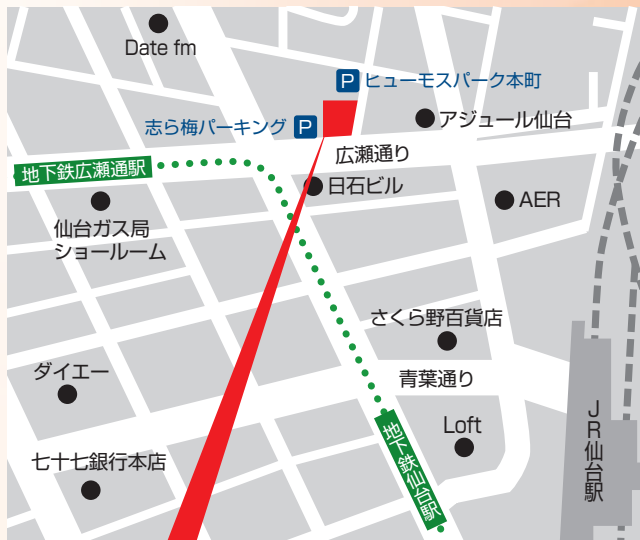 Date fm
P ヒューモスパーク本町
志ら梅パーキング P
アジュール仙台
広瀬通り
地下鉄広瀬通駅
日石ビル
AER
仙台ガス局
ショールーム
さくら野百貨店
ダイエー
青葉通り
Loft
地下鉄仙台駅
JR仙台駅
七十七銀行本店